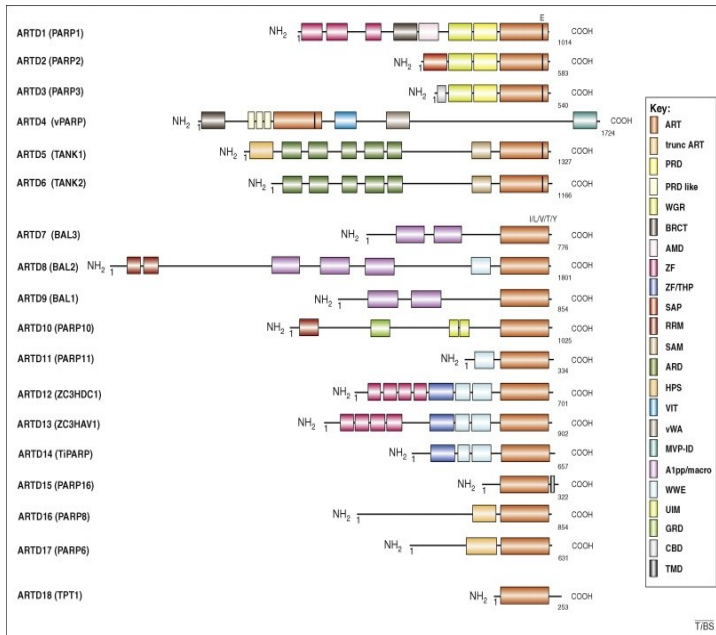 E
ARTD1 (PARP1) NH2 1 1014 COOH
ARTD2 (PARP2) NH2 1 583 COOH
ARTD3 (PARP3) NH2 1 540 COOH
ARTD4 (vPARP) NH2 1 1724 COOH
ARTD5 (TANK1) NH2 1 1327 COOH
ARTD6 (TANK2) NH2 1 1166 COOH
I/L/V/T/Y
ARTD7 (BAL3) NH2 1 776 COOH
ARTD8 (BAL2) NH2 1 1801 COOH
ARTD9 (BAL1) NH2 1 854 COOH
ARTD10 (PARP10) NH2 1 1025 COOH
ARTD11 (PARP11) NH2 1 334 COOH
ARTD12 (ZC3HDC1) NH2 1 701 COOH
ARTD13 (ZC3HAV1) NH2 1 902 COOH
ARTD14 (TiPARP) NH2 1 657 COOH
ARTD15 (PARP16) NH2 1 322 COOH
ARTD16 (PARP8) NH2 1 854 COOH
ARTD17 (PARP6) NH2 1 631 COOH
ARTD18 (TPT1) NH2 1 253 COOH
Key:
ART
trunc ART
PRD
PRD like
WGR
BRCT
AMD
ZF
ZF/THP
SAP
RRM
SAM
ARD
HPS
VIT
vWA
MVP-ID
A1pp/macro
WWE
UIM
GRD
CBD
TMD
T/BS